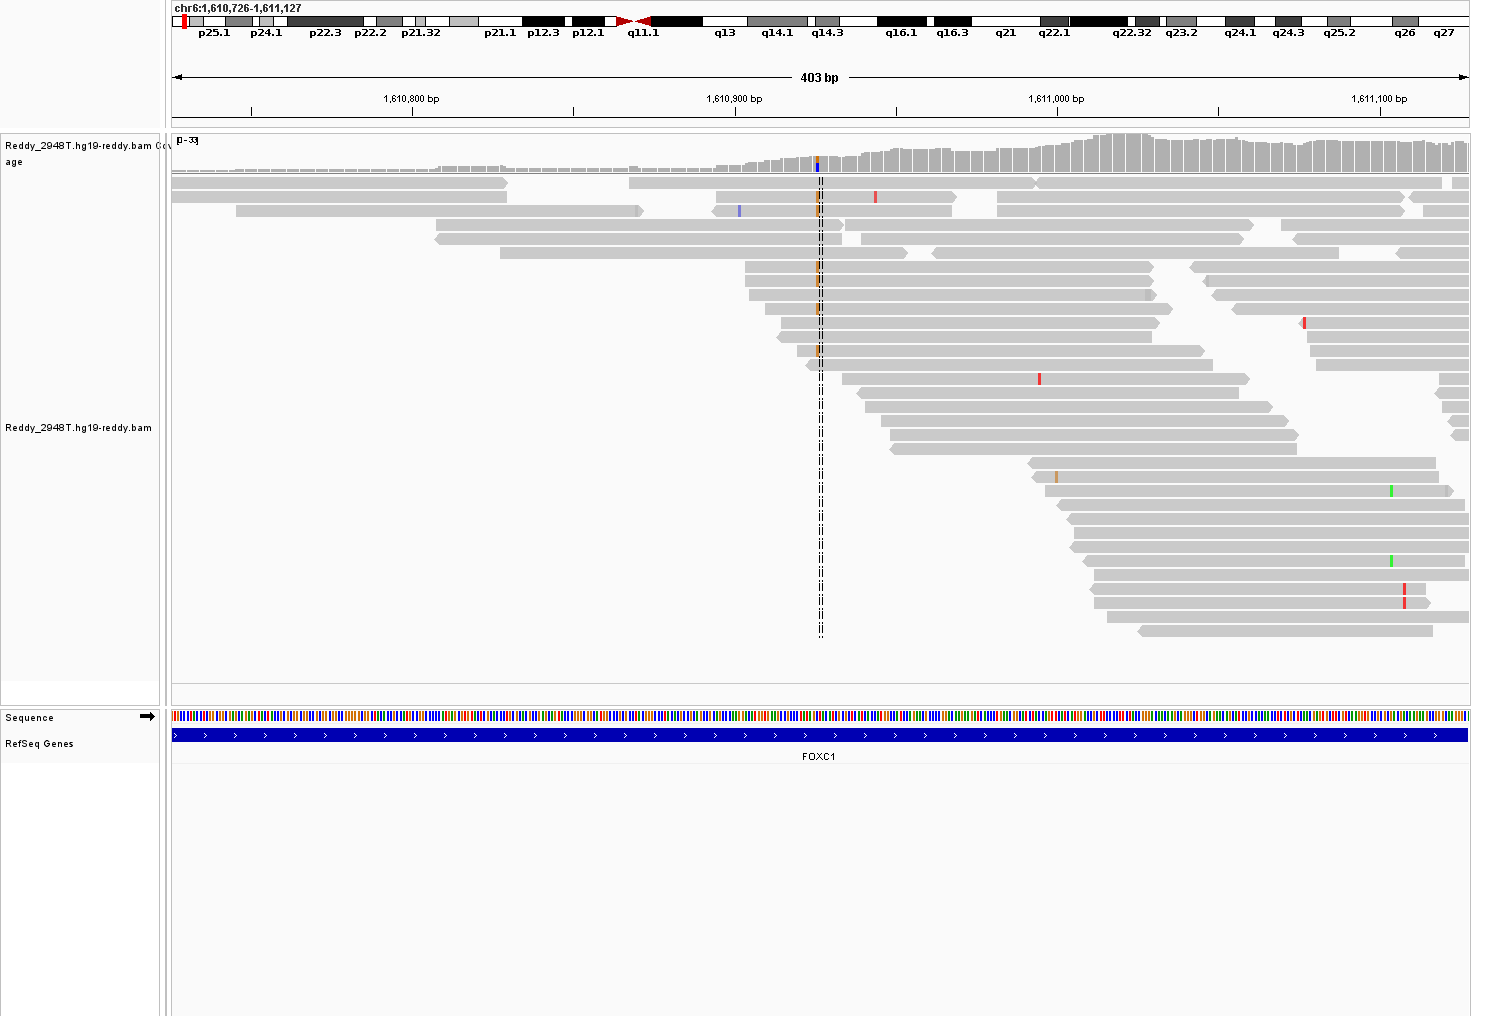 chr6:1,610,726-1,611,127
p25.1 p24.1 p22.3 p22.2 p21.32 p21.1 p12.3 p12.1 q11.1 q13 q14.1 q14.3 q16.1 q16.3 q21 q22.1 q22.32 q23.2 q24.1 q24.3 q25.2 q26 q27
403 bp
1,610,800 bp 1,610,900 bp 1,611,000 bp 1,611,100 bp
[0 - 33]
Reddy_2948T.hg19-reddy.bam Cov
age
Reddy_2948T.hg19-reddy.bam
Sequence
RefSeq Genes
FOXC1